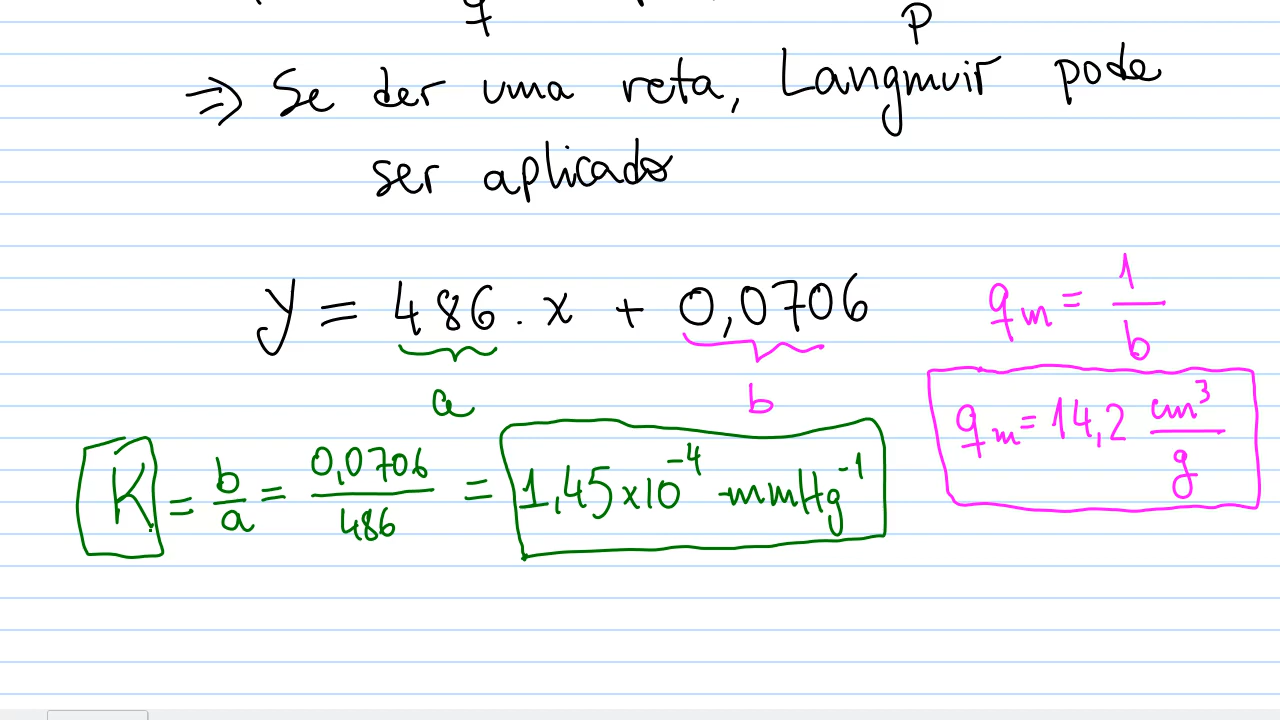 q p
⇒ Se der uma reta, Langmuir pode
ser aplicado
y = 486 . x + 0,0706
a b
qm = 1/b
qm = 14,2 cm³/g
K = b/a = 0,0706/486 = 1,45x10⁻⁴ mmHg⁻¹